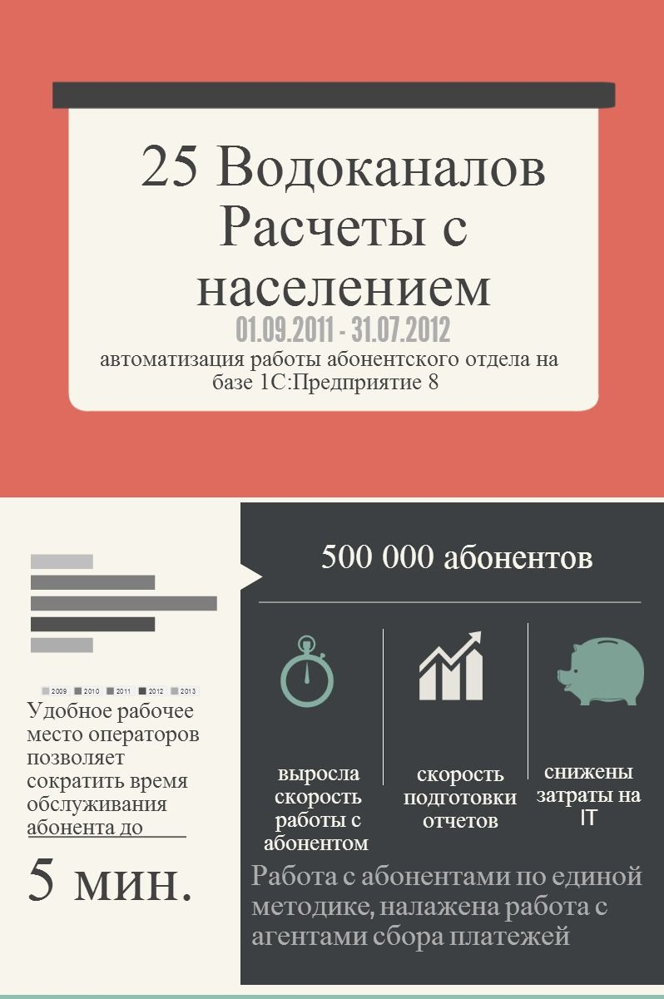 25 Водоканалов
Расчеты с
населением
01.09.2011 - 31.07.2012
автоматизация работы абонентского отдела на
базе 1С:Предприятие 8
2009 2010 2011 2012 2013
Удобное рабочее
место операторов
позволяет
сократить время
обслуживания
абонента до
5 мин.
500 000 абонентов
выросла
скорость
работы с
абонентом
скорость
подготовки
отчетов
снижены
затраты на
IT
Работа с абонентами по единой
методике, налажена работа с
агентами сбора платежей